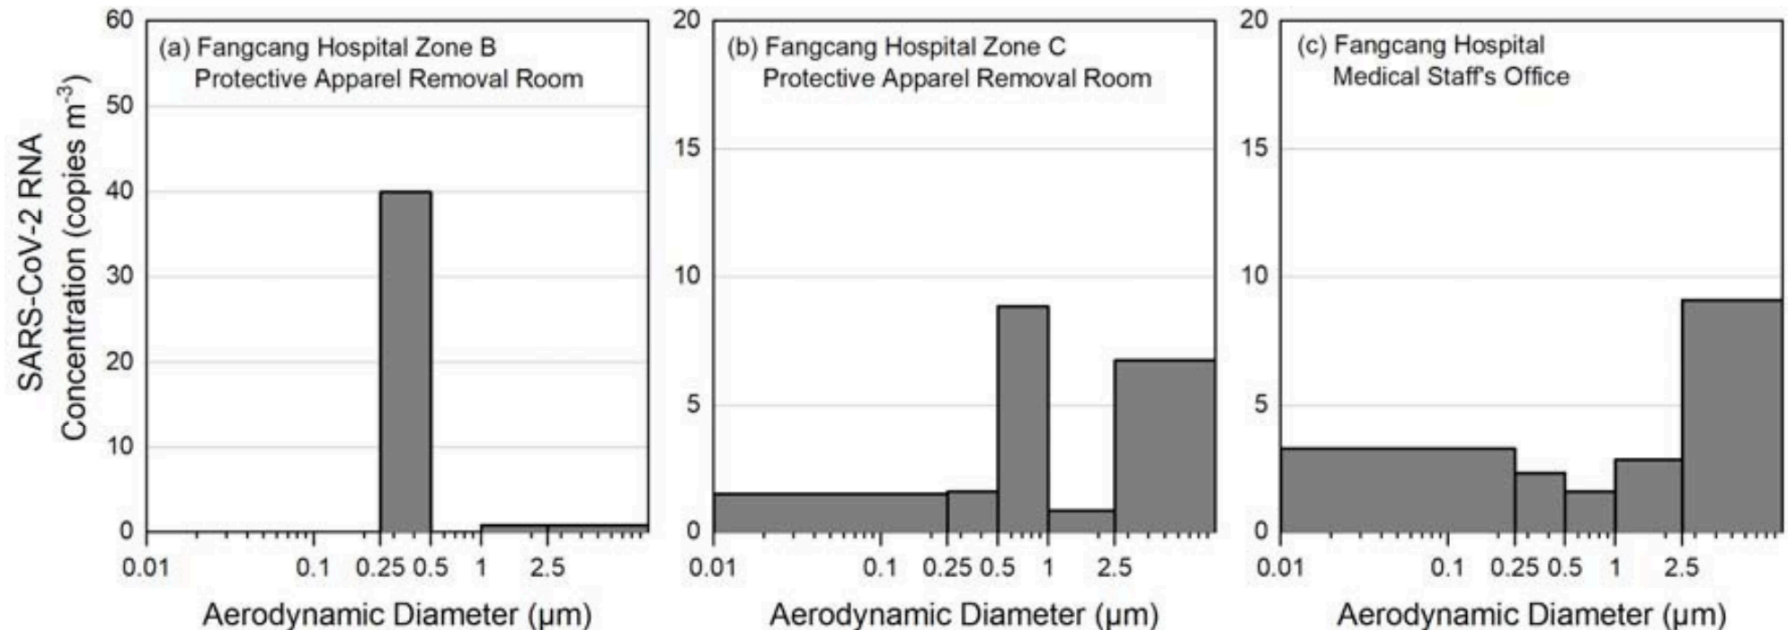 SARS-CoV-2 RNA
Concentration (copies m-3)
60
50
40
30
20
10
0
(a) Fangcang Hospital Zone B
Protective Apparel Removal Room
0.01 0.1 0.25 0.5 1 2.5
Aerodynamic Diameter (µm)
20
15
10
5
0
(b) Fangcang Hospital Zone C
Protective Apparel Removal Room
0.01 0.1 0.25 0.5 1 2.5
Aerodynamic Diameter (µm)
20
15
10
5
0
(c) Fangcang Hospital
Medical Staff's Office
0.01 0.1 0.25 0.5 1 2.5
Aerodynamic Diameter (µm)